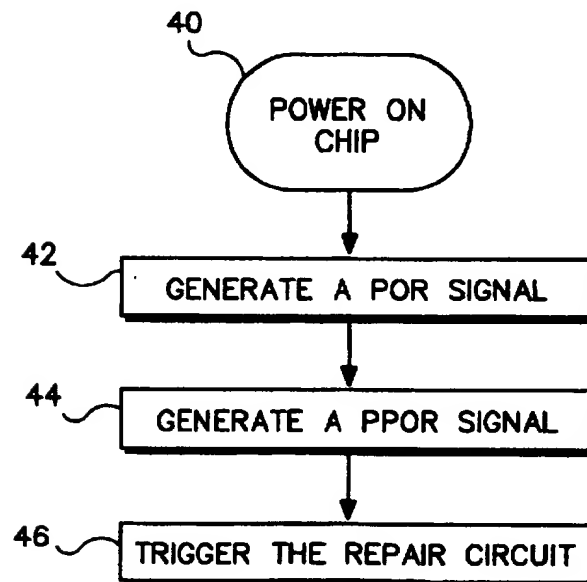 40
POWER ON
CHIP
42
GENERATE A POR SIGNAL
44
GENERATE A PPOR SIGNAL
46
TRIGGER THE REPAIR CIRCUIT